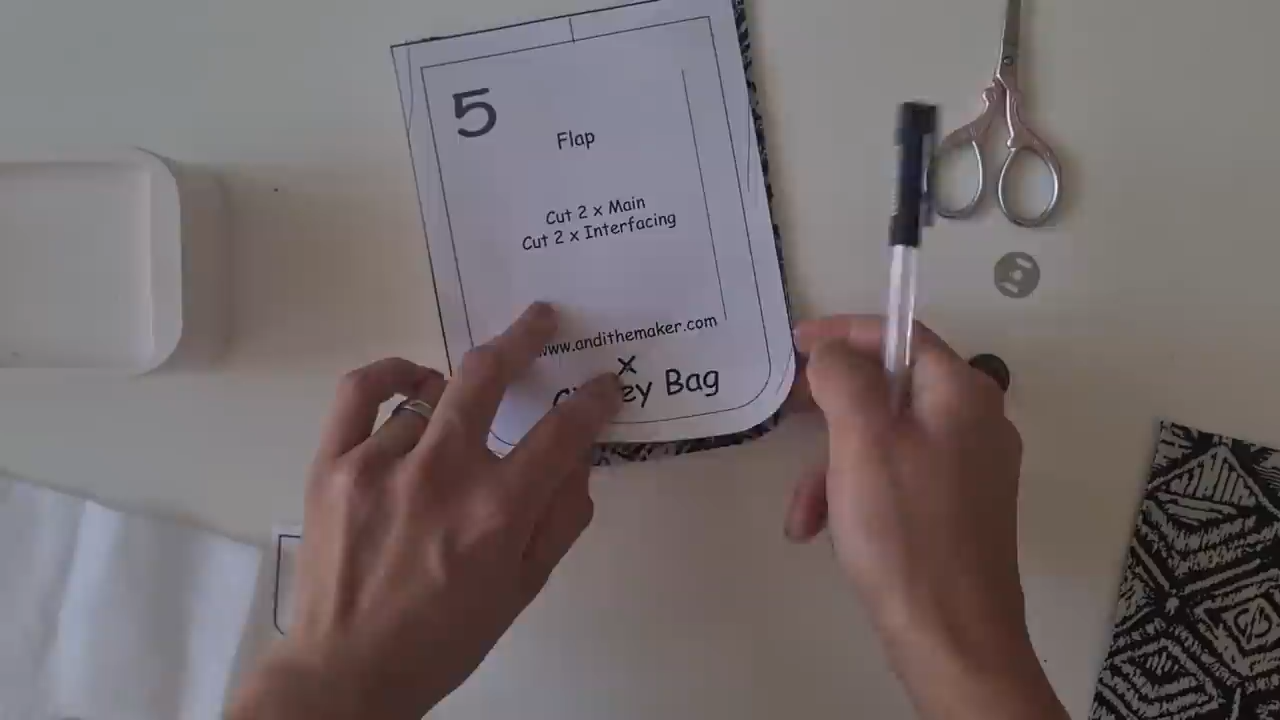 5
Flap
Cut 2 x Main
Cut 2 x Interfacing
www.andithemaker.com
x
Bag